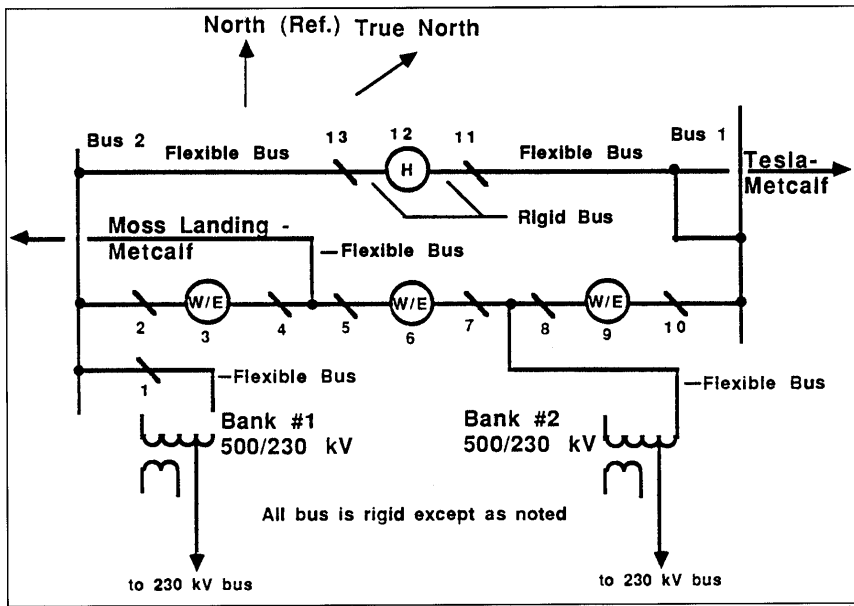 North (Ref.) True North
Bus 2
13
12
11
Bus 1
Flexible Bus
H
Flexible Bus
Tesla-
Metcalf
Rigid Bus
Moss Landing -
Metcalf
Flexible Bus
W/E
W/E
W/E
2
3
4
5
6
7
8
9
10
1
Flexible Bus
Flexible Bus
Bank #1
500/230 kV
Bank #2
500/230 kV
All bus is rigid except as noted
to 230 kV bus
to 230 kV bus